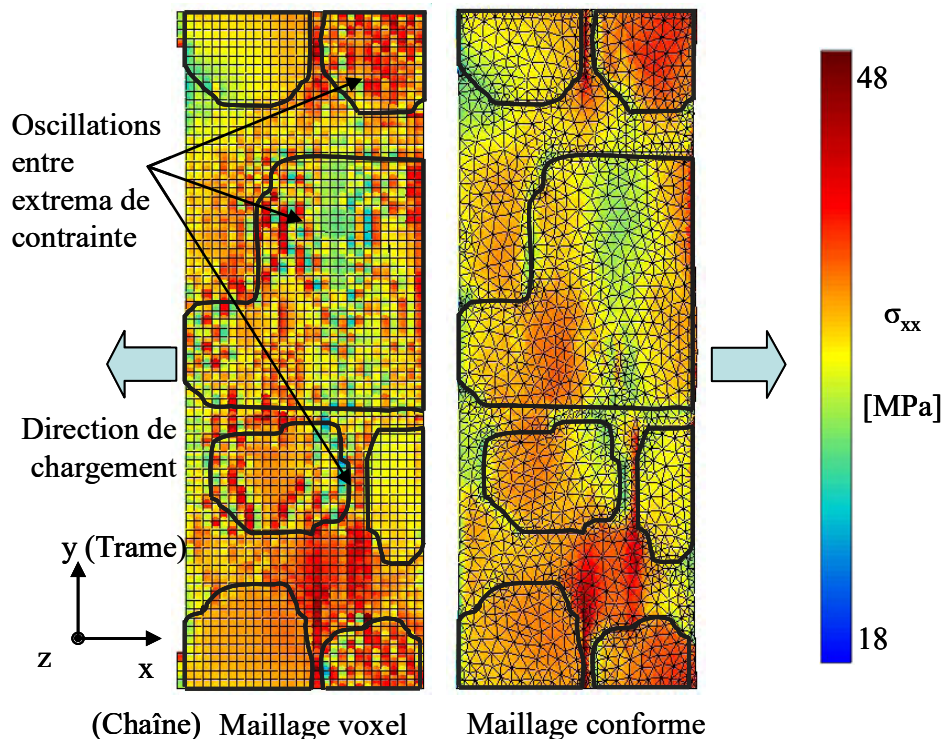 48
Oscillations
entre
extrema de
contrainte
σxx
[MPa]
Direction de
chargement
y (Trame)
18
z
x
(Chaîne)
Maillage voxel
Maillage conforme